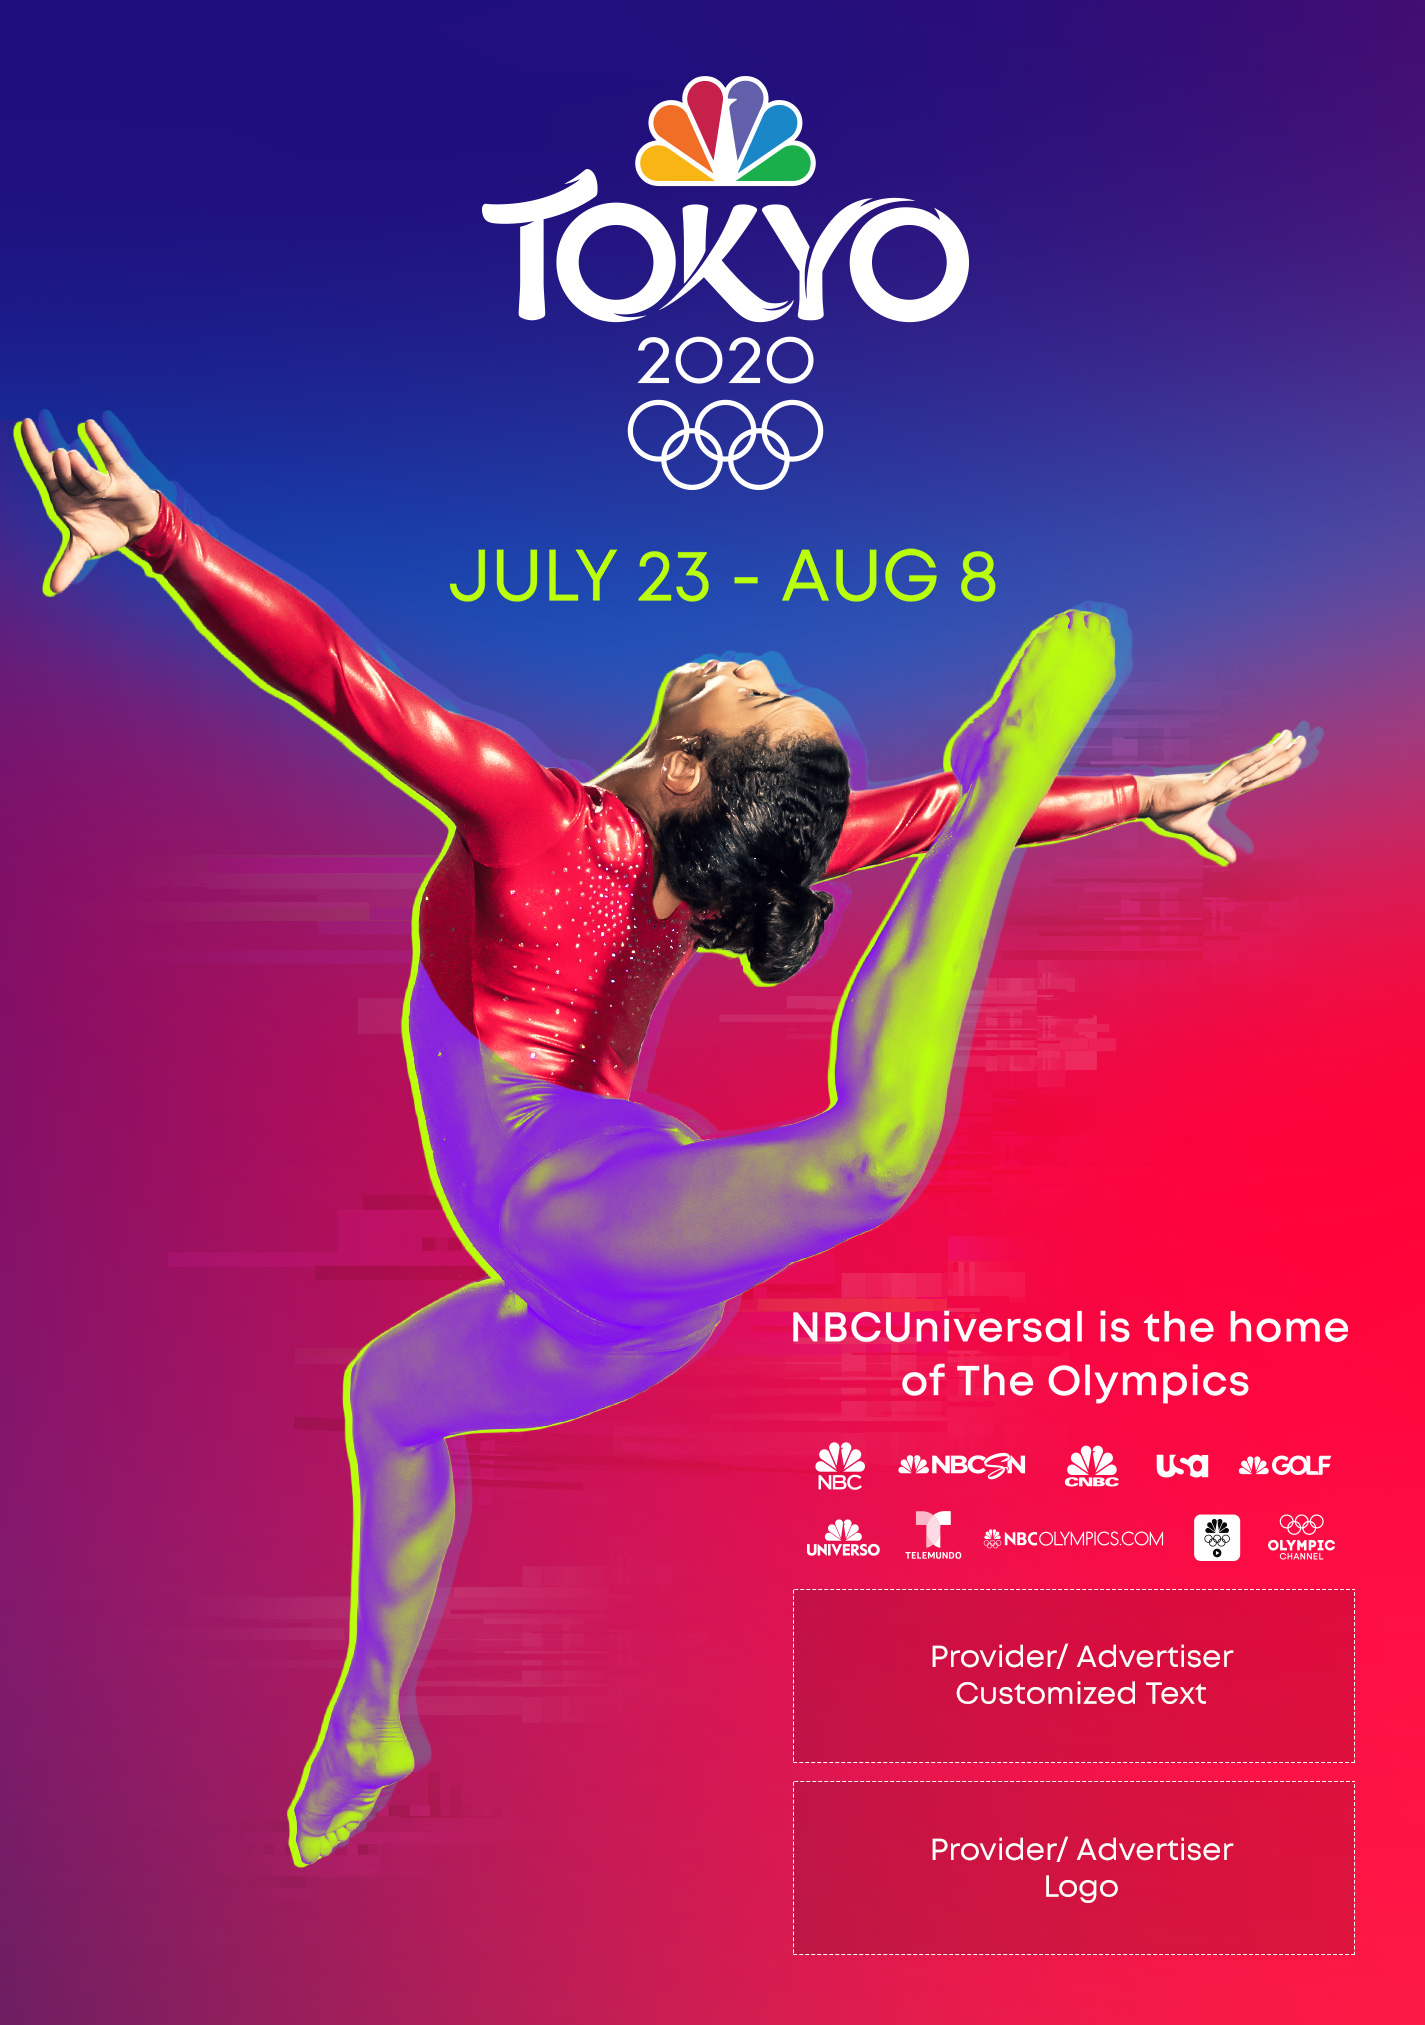 TOKYO
2020
JULY 23 - AUG 8
NBCUniversal is the home
of The Olympics
NBC
NBCSN
CNBC
USA
GOLF
UNIVERSO
TELEMUNDO
NBCOLYMPICS.COM
OLYMPIC
CHANNEL
Provider/ Advertiser
Customized Text
Provider/ Advertiser
Logo